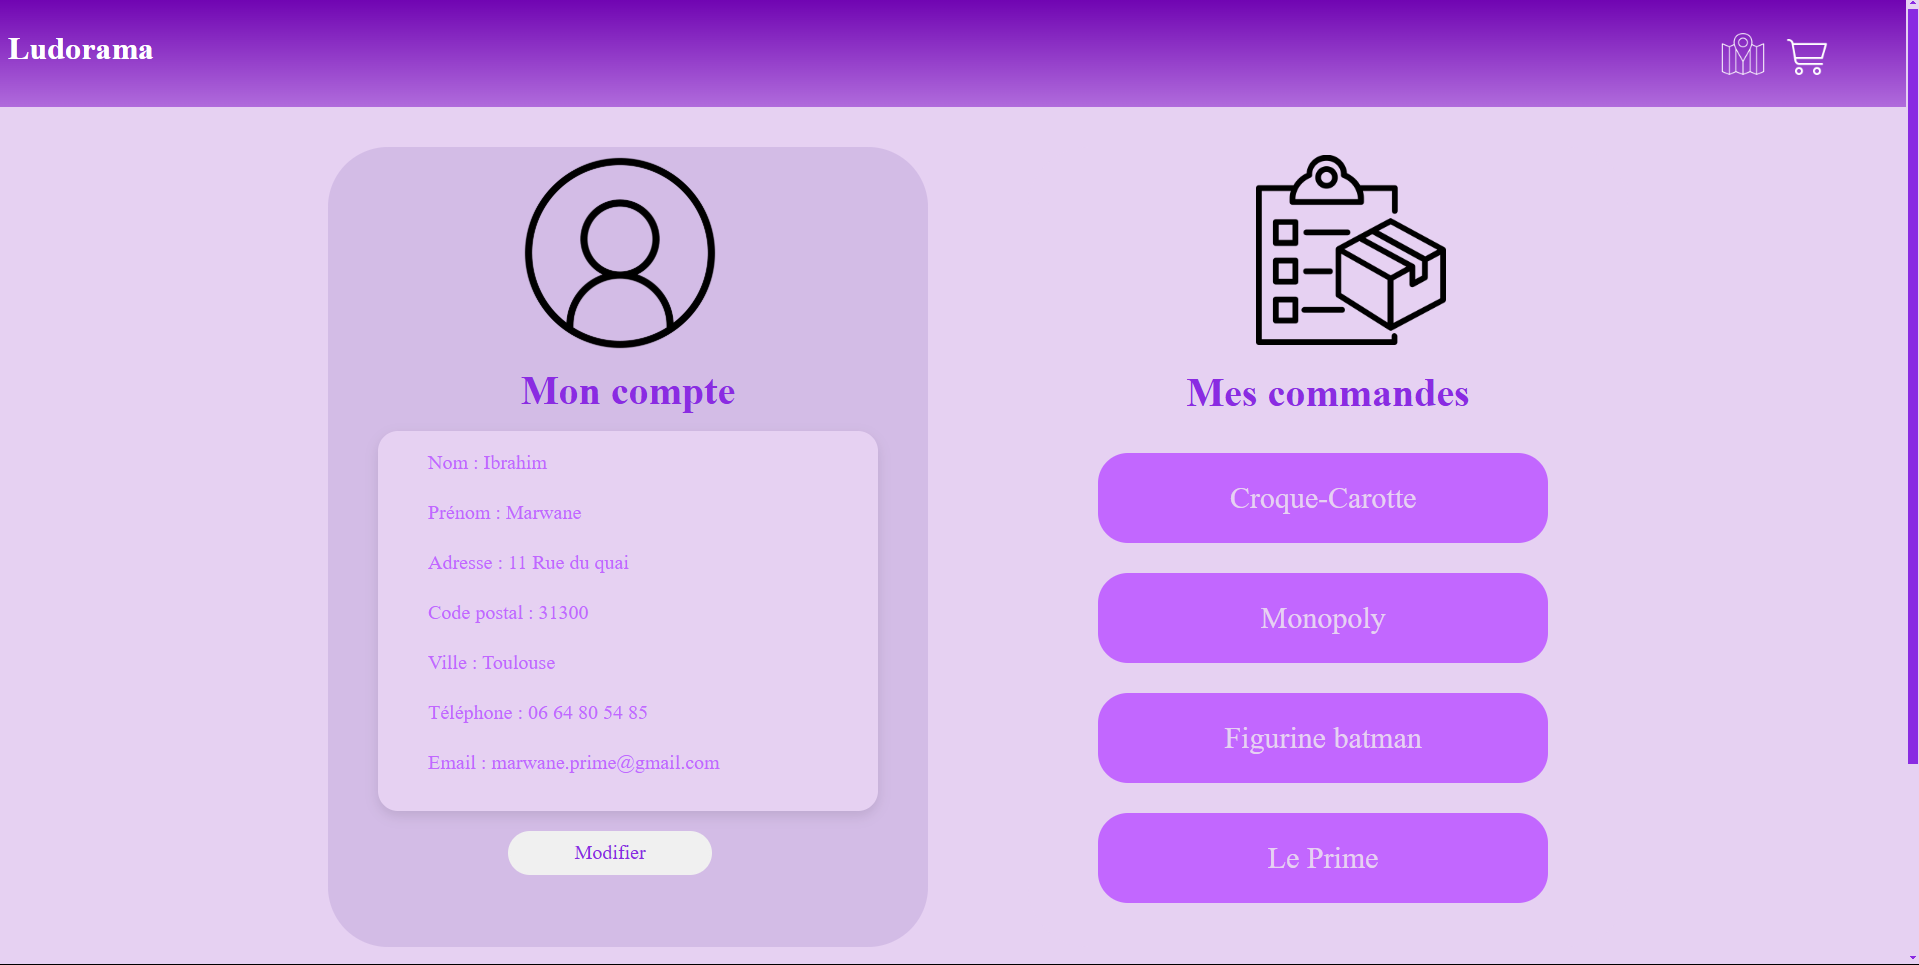 Ludorama
Mon compte
Nom : Ibrahim
Prénom : Marwane
Adresse : 11 Rue du quai
Code postal : 31300
Ville : Toulouse
Téléphone : 06 64 80 54 85
Email : marwane.prime@gmail.com
Modifier
Mes commandes
Croque-Carotte
Monopoly
Figurine batman
Le Prime